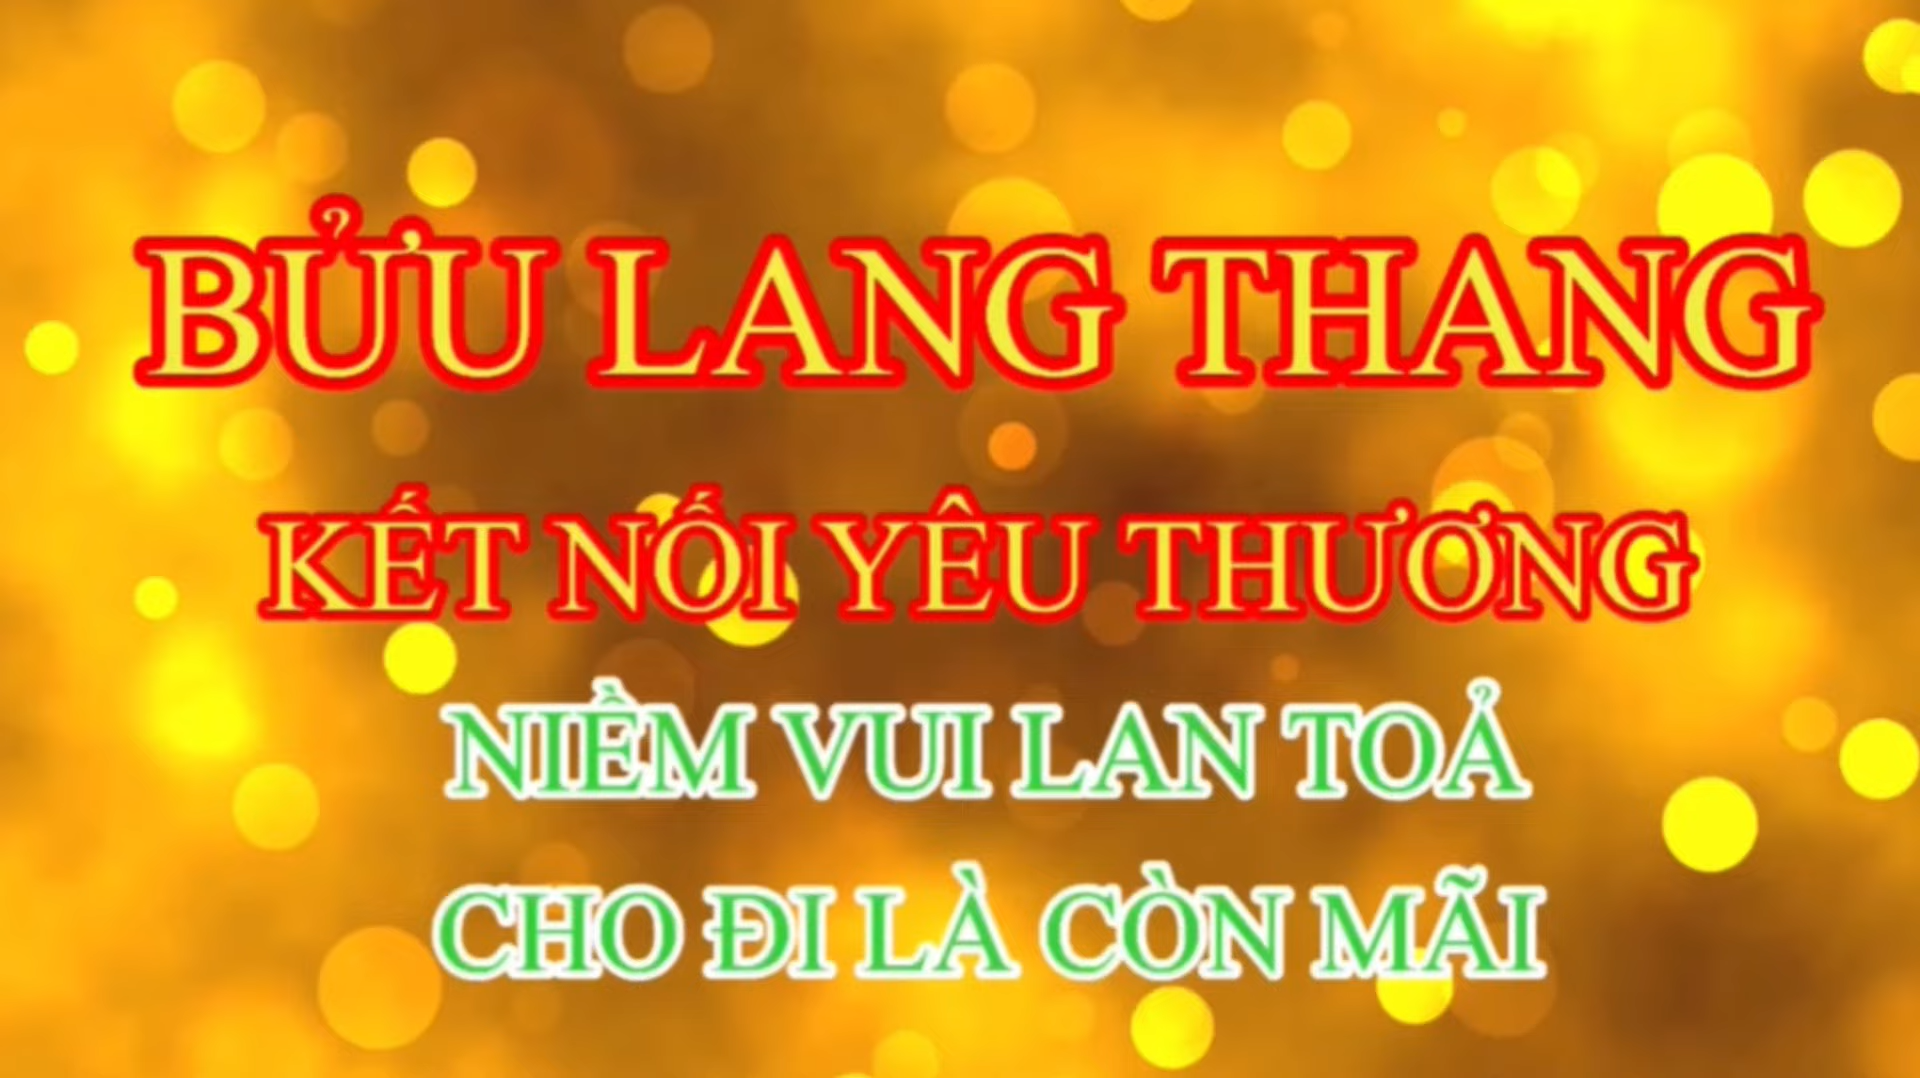 BỬU LANG THANG
KẾT NỐI YÊU THƯƠNG
NIỀM VUI LAN TOẢ
CHO ĐI LÀ CÒN MÃI